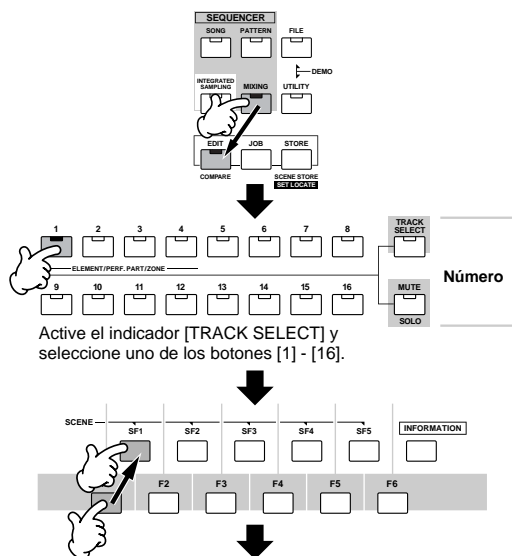 SEQUENCER
SONG PATTERN FILE
DEMO
INTEGRATED SAMPLING MIXING UTILITY
EDIT JOB STORE
COMPARE SCENE STORE
SET LOCATE
1 2 3 4 5 6 7 8 TRACK SELECT
ELEMENT/PERF. PART/ZONE
Número
9 10 11 12 13 14 15 16 MUTE
SOLO
Active el indicador [TRACK SELECT] y
seleccione uno de los botones [1] - [16].
SCENE
SF1 SF2 SF3 SF4 SF5 INFORMATION
F2 F3 F4 F5 F6